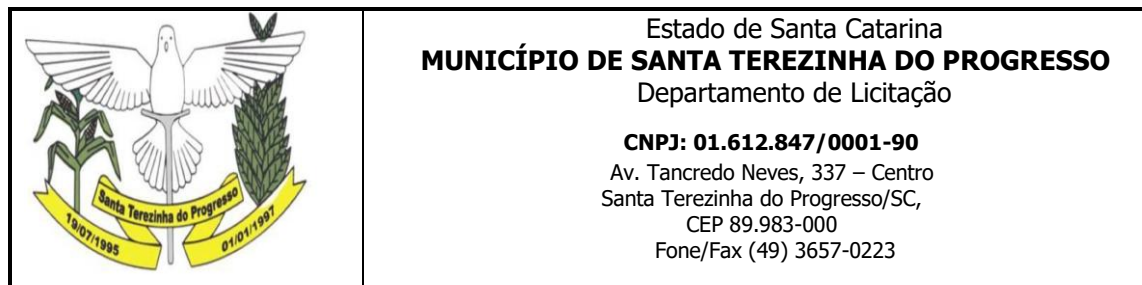 Santa Terezinha do Progresso
19/07/1995
01/01/1997
Estado de Santa Catarina
MUNICÍPIO DE SANTA TEREZINHA DO PROGRESSO
Departamento de Licitação
CNPJ: 01.612.847/0001-90
Av. Tancredo Neves, 337 – Centro
Santa Terezinha do Progresso/SC,
CEP 89.983-000
Fone/Fax (49) 3657-0223